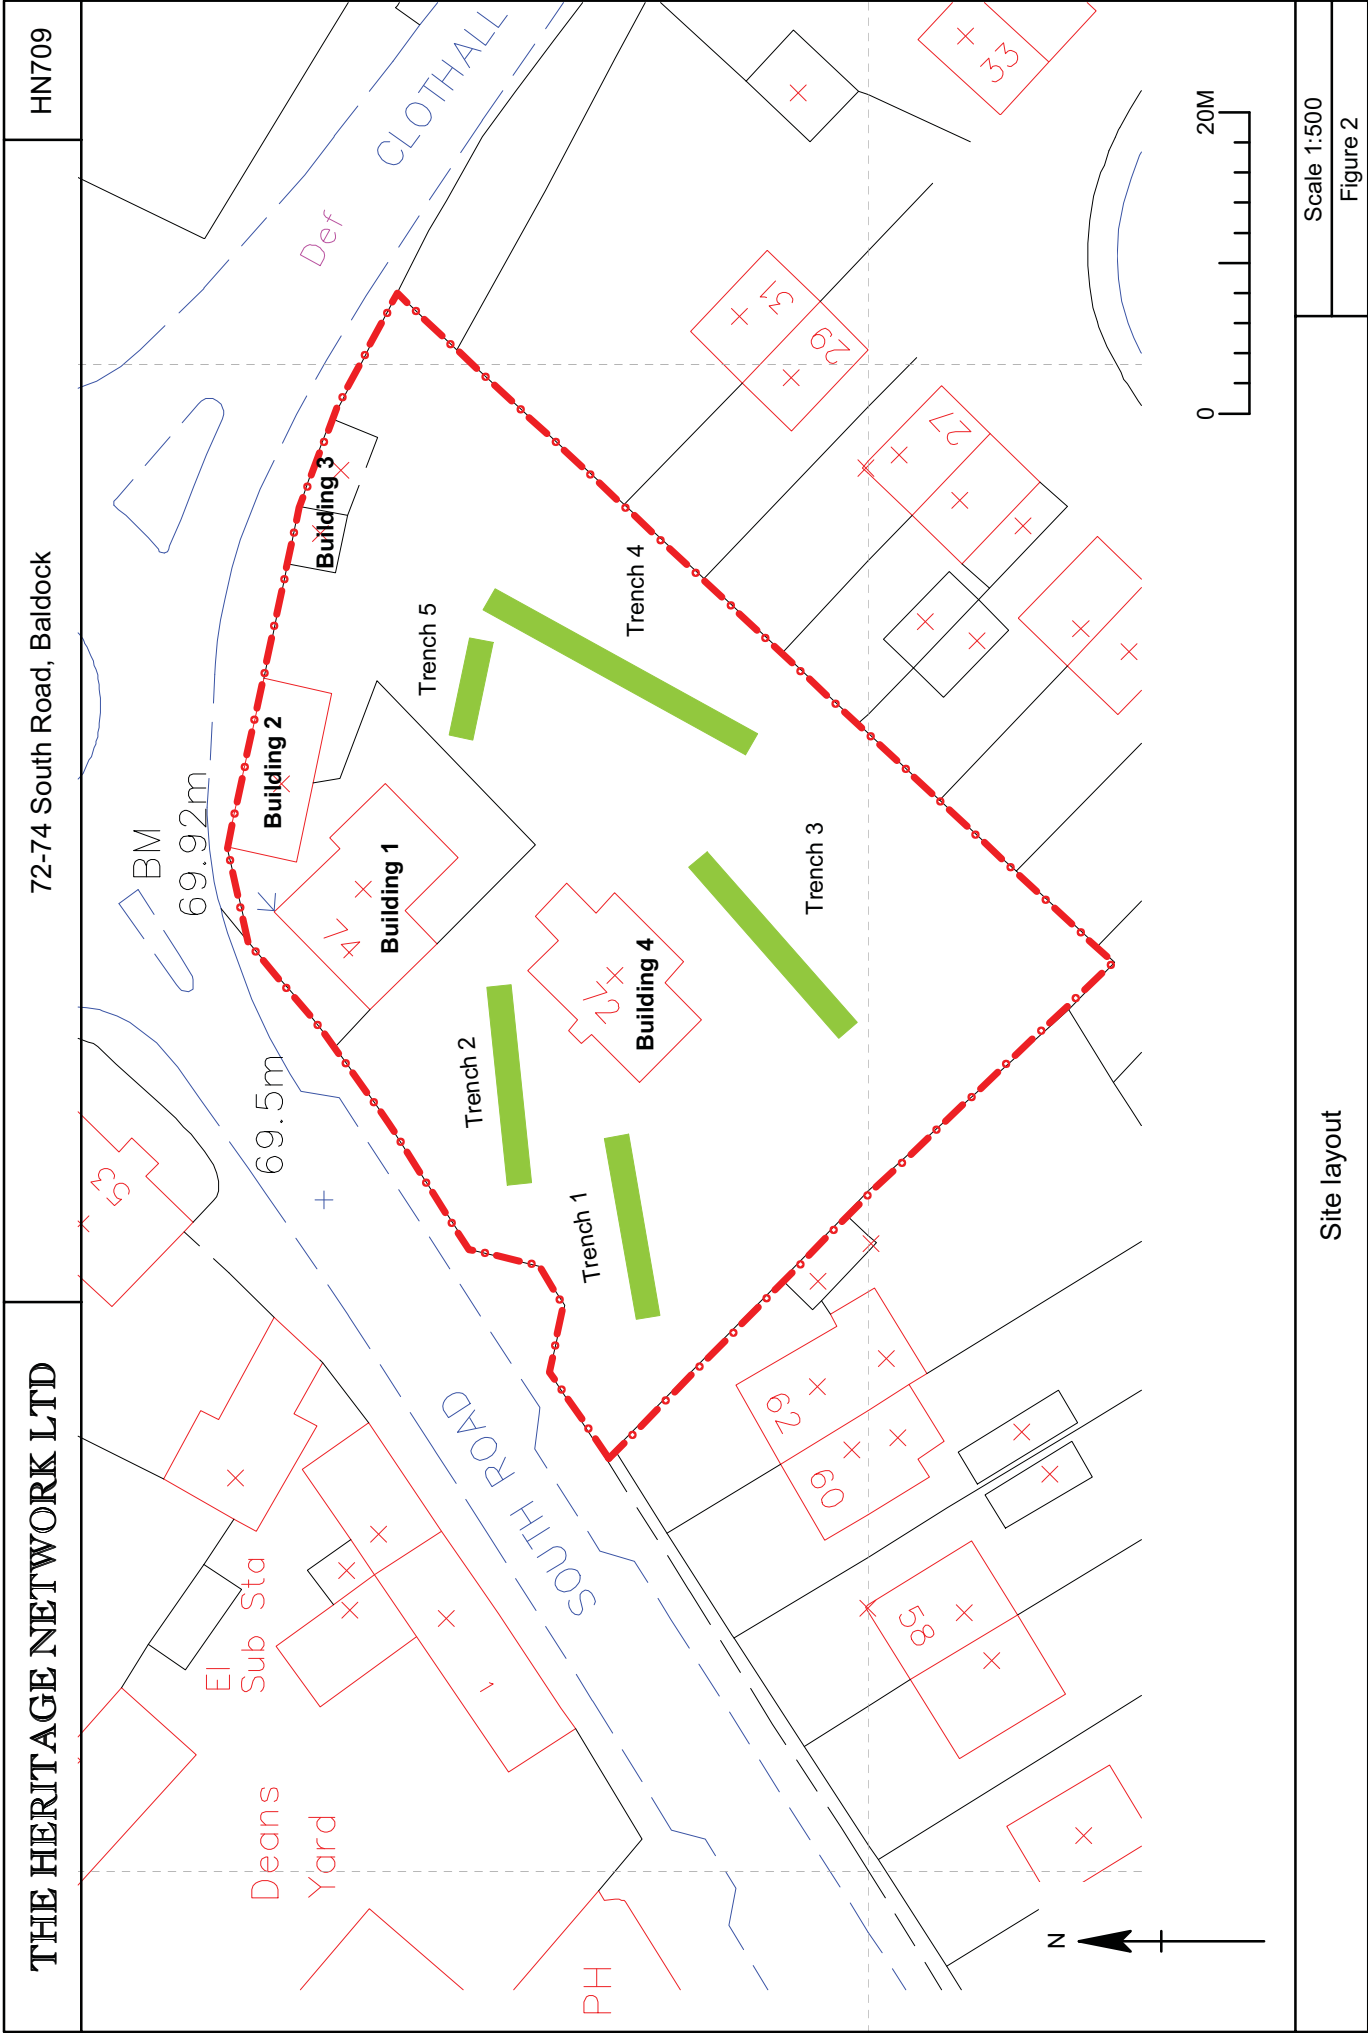 THE HERITAGE NETWORK LTD
72-74 South Road, Baldock
HN709
53
BM
69.92m
69.5m
El
Sub Sta
Deans
Yard
PH
1
SOUTH ROAD
CLOTHALL
Def
Building 2
Building 3
74
Building 1
72
Building 4
Trench 1
Trench 2
Trench 3
Trench 4
Trench 5
33
31
29
27
62
60
58
N
0
20M
Site layout
Scale 1:500
Figure 2